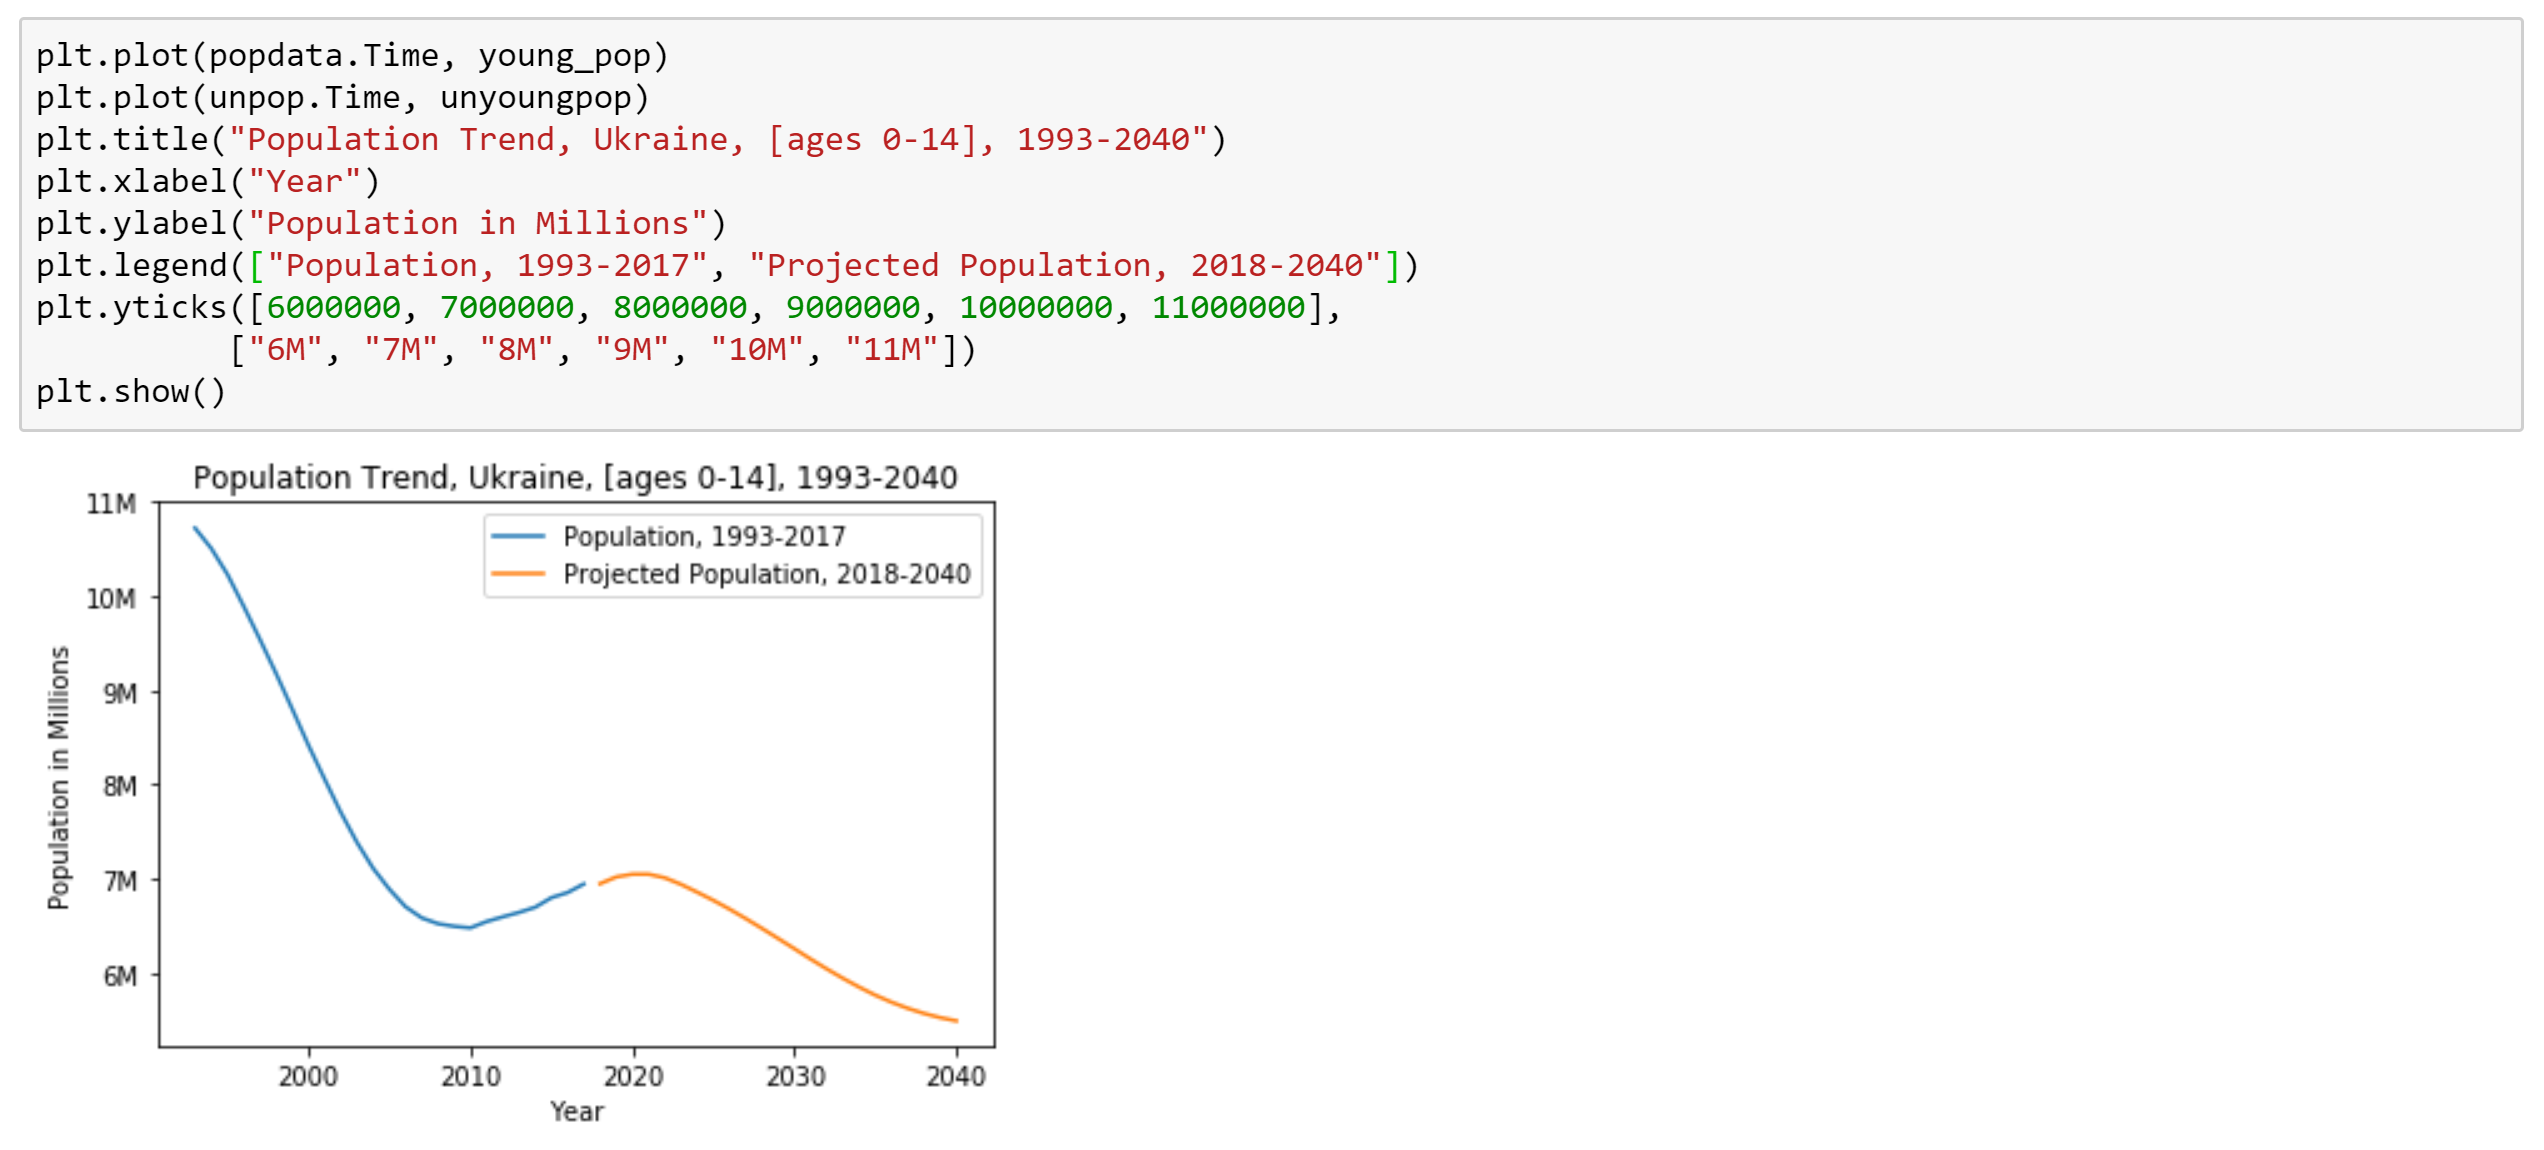 plt.plot(popdata.Time, young_pop)
plt.plot(unpop.Time, unyoungpop)
plt.title("Population Trend, Ukraine, [ages 0-14], 1993-2040")
plt.xlabel("Year")
plt.ylabel("Population in Millions")
plt.legend(["Population, 1993-2017", "Projected Population, 2018-2040"])
plt.yticks([6000000, 7000000, 8000000, 9000000, 10000000, 11000000],
["6M", "7M", "8M", "9M", "10M", "11M"])
plt.show()
Population Trend, Ukraine, [ages 0-14], 1993-2040
Population, 1993-2017
Projected Population, 2018-2040
11M
10M
9M
8M
7M
6M
Population in Millions
2000 2010 2020 2030 2040
Year